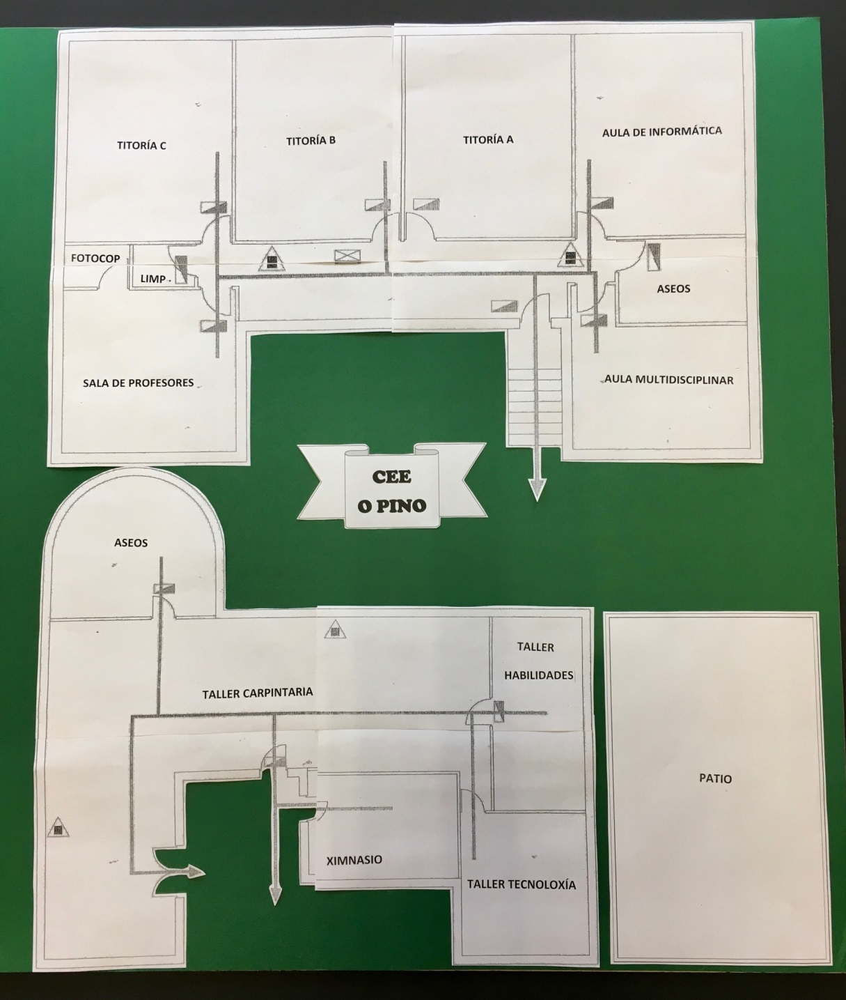 TITORÍA C
TITORÍA B
TITORÍA A
AULA DE INFORMÁTICA
FOTOCOP
LIMP.
ASEOS
SALA DE PROFESORES
AULA MULTIDISCIPLINAR
CEE
O PINO
ASEOS
TALLER
HABILIDADES
TALLER CARPINTARIA
PATIO
XIMNASIO
TALLER TECNOLOXÍA